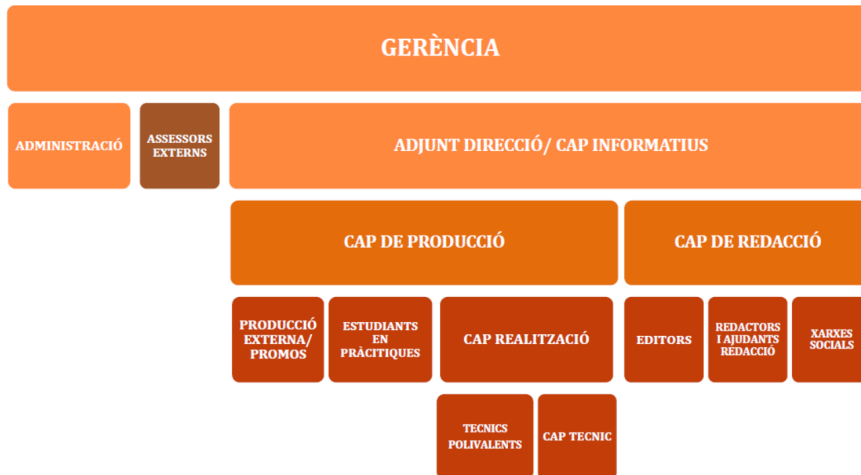 GERÈNCIA
ADMINISTRACIÓ
ASSESSORS
EXTERNS
ADJUNT DIRECCIÓ/ CAP INFORMATIUS
CAP DE PRODUCCIÓ
CAP DE REDACCIÓ
PRODUCCIÓ
EXTERNA/
PROMOS
ESTUDIANTS
EN
PRÀCITIQUES
CAP REALITZACIÓ
EDITORS
REDACTORS
I AJUDANTS
REDACCIÓ
XARXES
SOCIALS
TECNICS
POLIVALENTS
CAP TECNIC